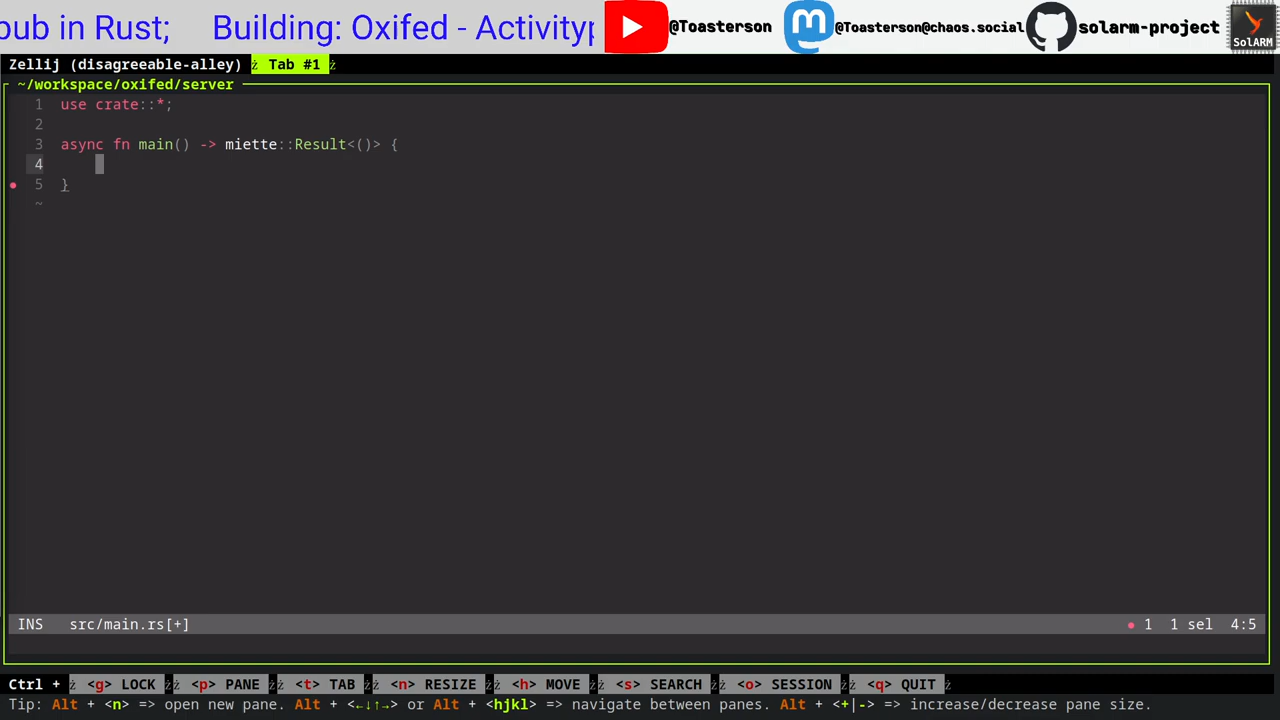 pub in Rust;     Building: Oxifed - Activityp
@Toasterson
@Toasterson@chaos.social
solarm-project
SolARM
Zellij (disagreeable-alley)  Tab #1
~/workspace/oxifed/server
1 use crate::*;
2
3 async fn main() -> miette::Result<()> {
4
5 }
~
INS   src/main.rs[+]   ● 1  1 sel  4:5
Ctrl +  <g> LOCK  <p> PANE  <t> TAB  <n> RESIZE  <h> MOVE  <s> SEARCH  <o> SESSION  <q> QUIT
Tip: Alt + <n> => open new pane. Alt + <←↓↑→> or Alt + <hjkl> => navigate between panes. Alt + <+|-> => increase/decrease pane size.